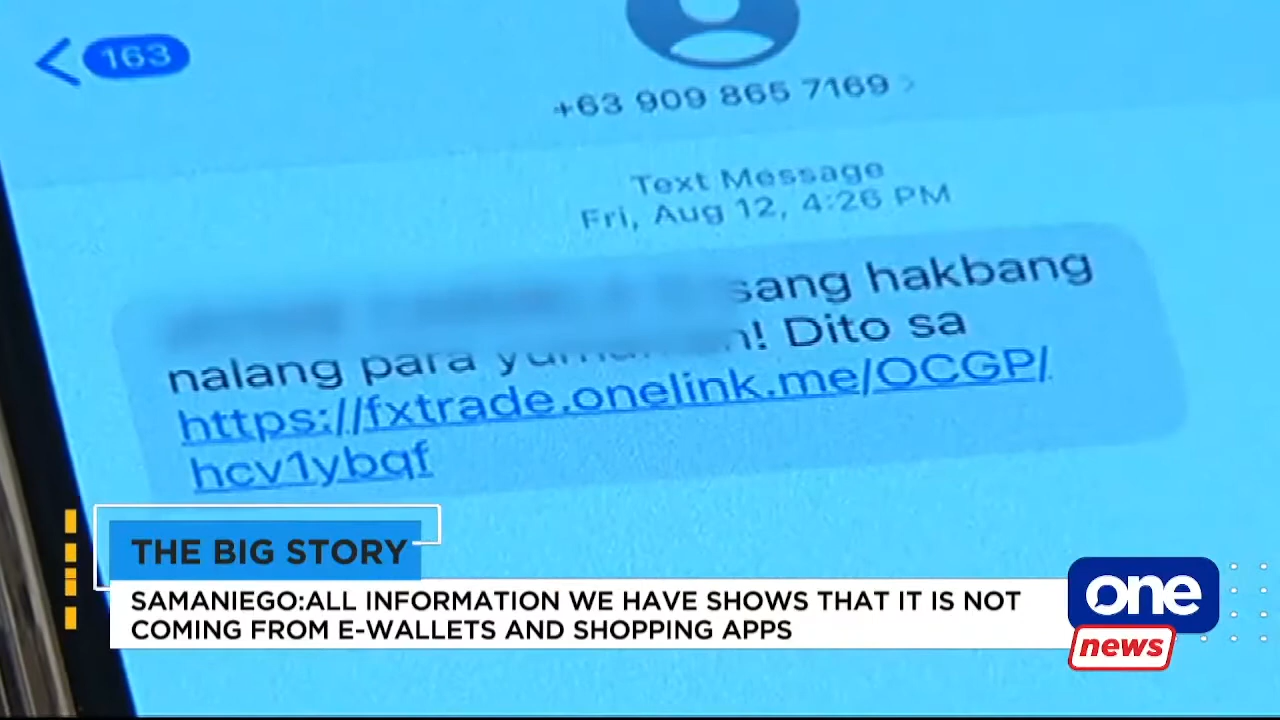 163
+63 909 865 7169
Text Message
Fri, Aug 12, 4:26 PM
hakbang
nalang para Dito sa
https://fxtrade.onelink.me/OCGP/
hcv1ybqf
THE BIG STORY
SAMANIEGO:ALL INFORMATION WE HAVE SHOWS THAT IT IS NOT
COMING FROM E-WALLETS AND SHOPPING APPS
one
news